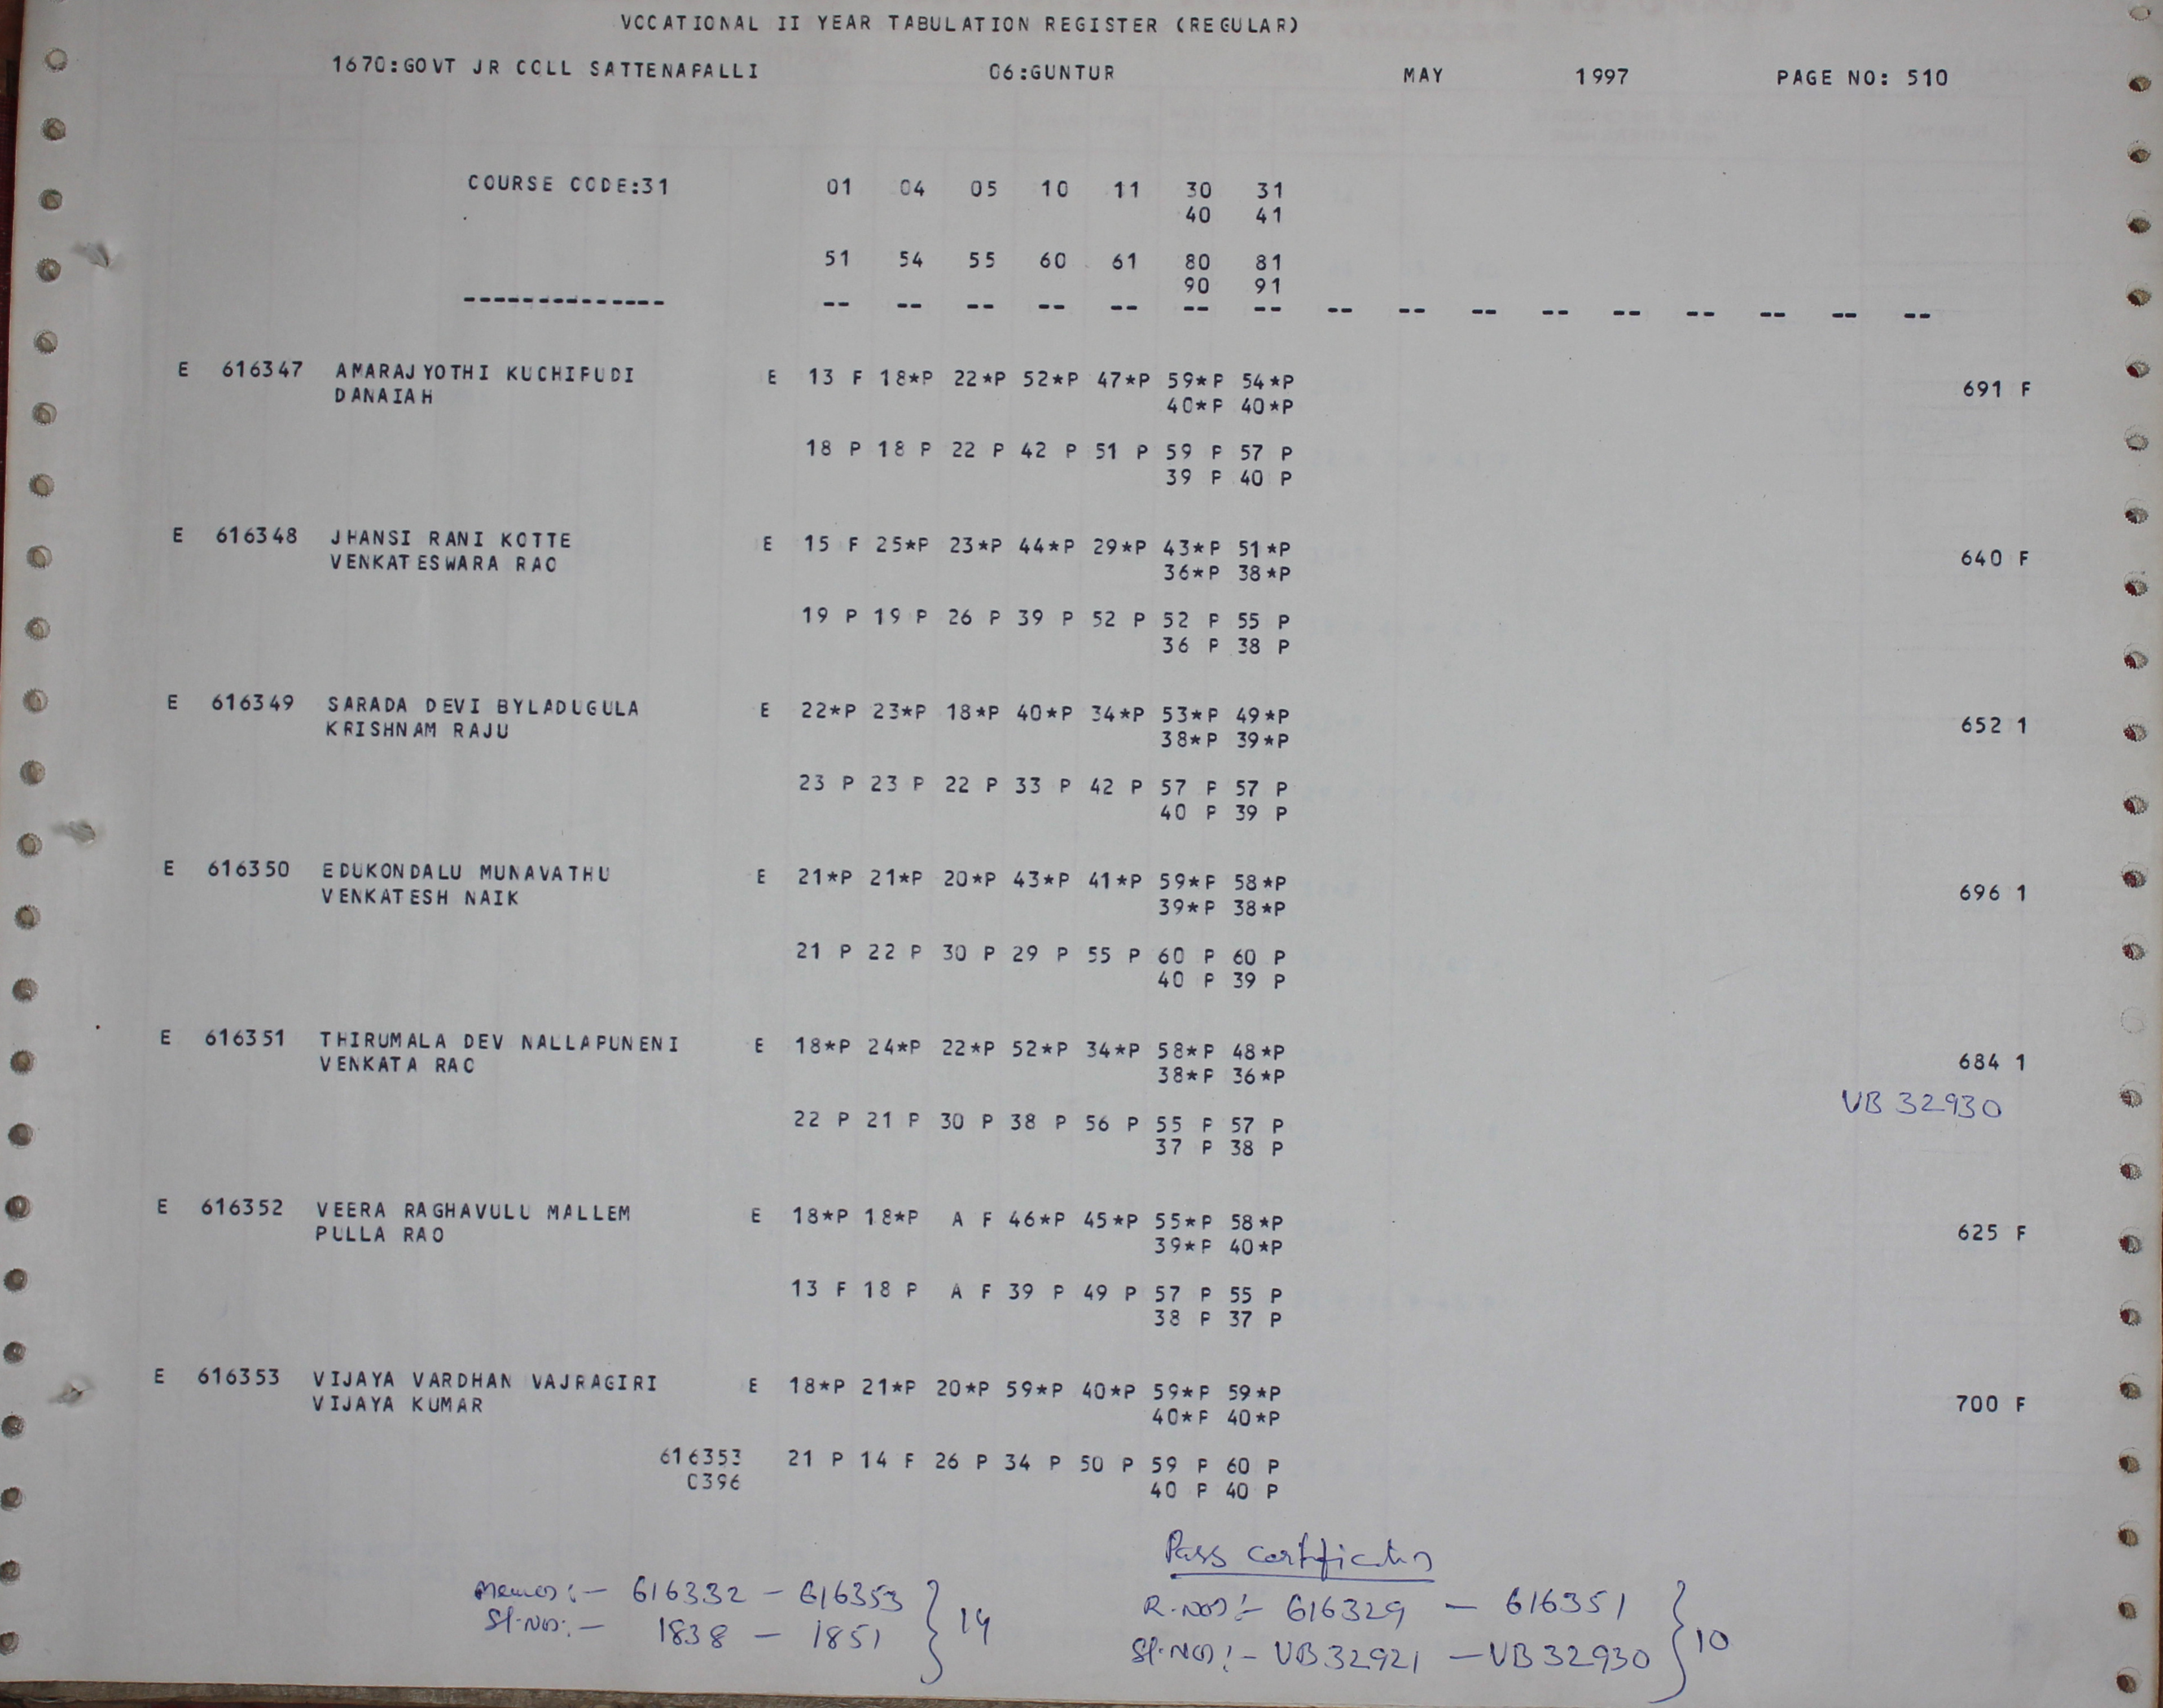 VOCATIONAL II YEAR TABULATION REGISTER (REGULAR)
1670:GOVT JR COLL SATTENAPALLI 06:GUNTUR MAY 1997 PAGE NO: 510
COURSE CODE:31 01 04 05 10 11 30 31
40 41
51 54 55 60 61 80 81
90 91
-------------- -- -- -- -- -- -- -- -- -- -- -- -- -- -- -- --
E 616347 AMARAJYOTHI KUCHIPUDI E 13 F 18*P 22*P 52*P 47*P 59*P 54*P 691 F
DANAIAH 40*P 40*P
18 P 18 P 22 P 42 P 51 P 59 P 57 P
39 P 40 P
E 616348 JHANSI RANI KOTTE E 15 F 25*P 23*P 44*P 29*P 43*P 51*P 640 F
VENKATESWARA RAO 36*P 38*P
19 P 19 P 26 P 39 P 52 P 52 P 55 P
36 P 38 P
E 616349 SARADA DEVI BYLADUGULA E 22*P 23*P 18*P 40*P 34*P 53*P 49*P 652 1
KRISHNAM RAJU 38*P 39*P
23 P 23 P 22 P 33 P 42 P 57 P 57 P
40 P 39 P
E 616350 EDUKONDALU MUNAVATHU E 21*P 21*P 20*P 43*P 41*P 59*P 58*P 696 1
VENKATESH NAIK 39*P 38*P
21 P 22 P 30 P 29 P 55 P 60 P 60 P
40 P 39 P
E 616351 THIRUMALA DEV NALLAPUNENI E 18*P 24*P 22*P 52*P 34*P 58*P 48*P 684 1
VENKATA RAO 38*P 36*P
VB 32930
22 P 21 P 30 P 38 P 56 P 55 P 57 P
37 P 38 P
E 616352 VEERA RAGHAVULU MALLEM E 18*P 18*P A F 46*P 45*P 55*P 58*P 625 F
PULLA RAO 39*P 40*P
13 F 18 P A F 39 P 49 P 57 P 55 P
38 P 37 P
E 616353 VIJAYA VARDHAN VAJRAGIRI E 18*P 21*P 20*P 59*P 40*P 59*P 59*P 700 F
VIJAYA KUMAR 40*P 40*P
616353 21 P 14 F 26 P 34 P 50 P 59 P 60 P
0396 40 P 40 P
Pass certificates
Memos:- 616332 - 616353 } 14
Sl.Nos:- 1838 - 1851
R.Nos:- 616329 - 616351 } 10
Sl.Nos:- VB32921 - VB32930